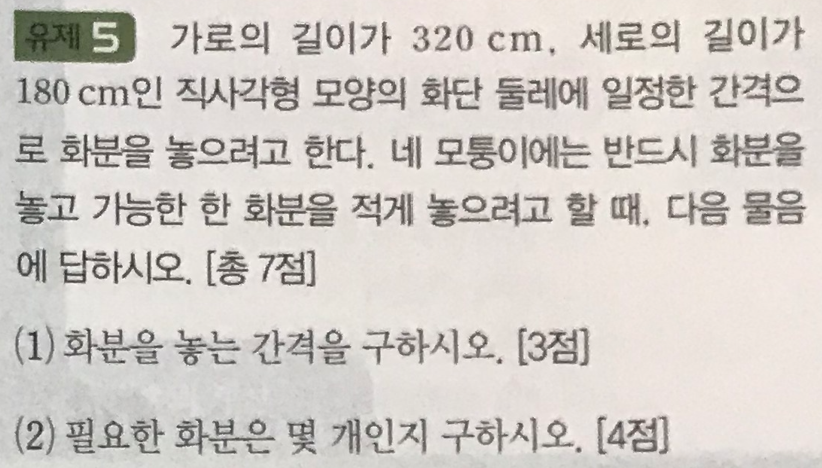 유제 5 가로의 길이가 320 cm, 세로의 길이가
180 cm인 직사각형 모양의 화단 둘레에 일정한 간격으
로 화분을 놓으려고 한다. 네 모퉁이에는 반드시 화분을
놓고 가능한 한 화분을 적게 놓으려고 할 때, 다음 물음
에 답하시오. [총 7점]
(1) 화분을 놓는 간격을 구하시오. [3점]
(2) 필요한 화분은 몇 개인지 구하시오. [4점]